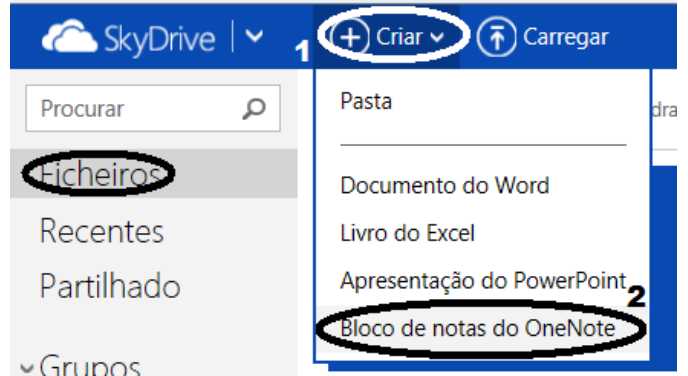 SkyDrive
1
Criar
Carregar
Procurar
Ficheiros
Recentes
Partilhado
Grupos
Pasta
Documento do Word
Livro do Excel
Apresentação do PowerPoint
2
Bloco de notas do OneNote